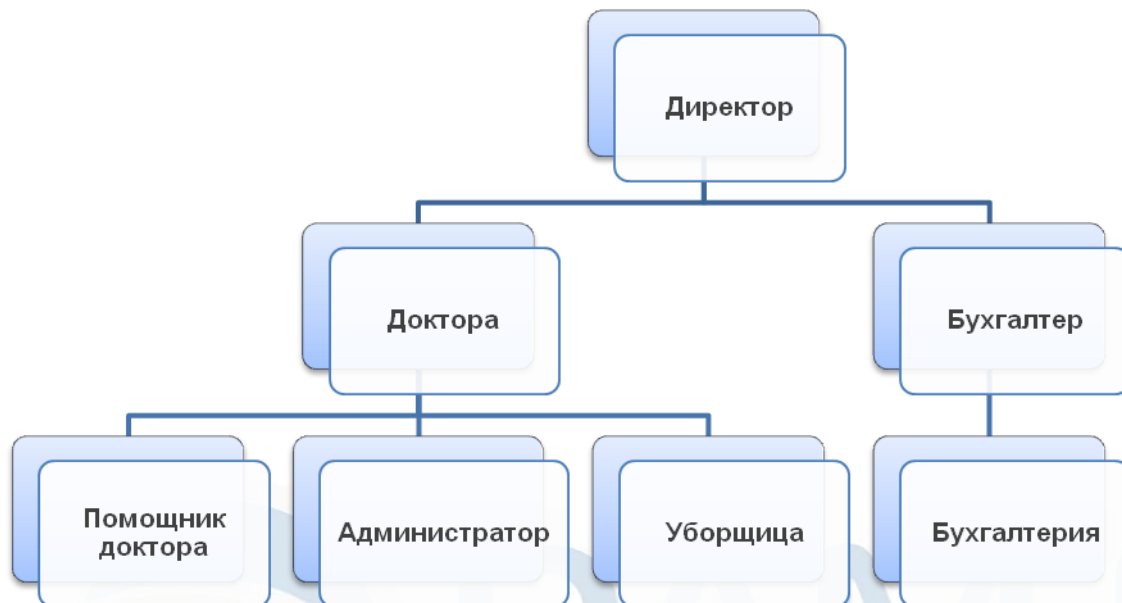 Директор
Доктора
Бухгалтер
Помощник
доктора
Администратор
Уборщица
Бухгалтерия